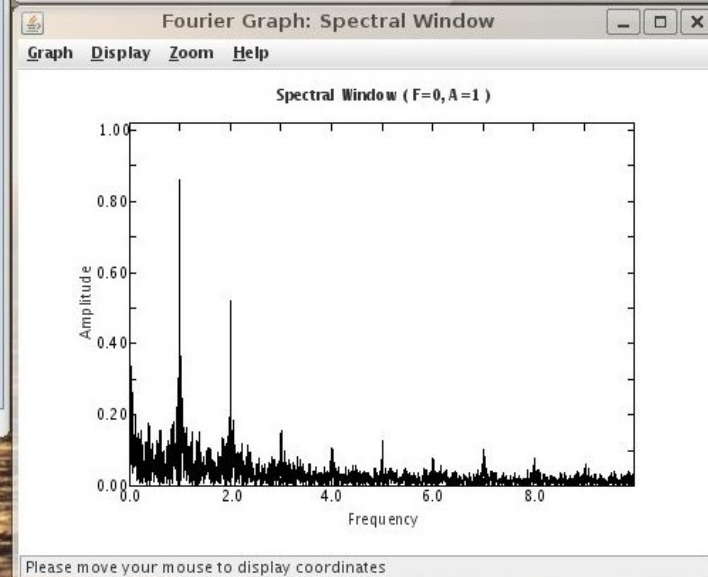 Fourier Graph: Spectral Window
Graph Display Zoom Help
Spectral Window ( F=0, A=1 )
1.00
0.80
0.60
0.40
0.20
0.00
Amplitude
0.0 2.0 4.0 6.0 8.0
Frequency
Please move your mouse to display coordinates